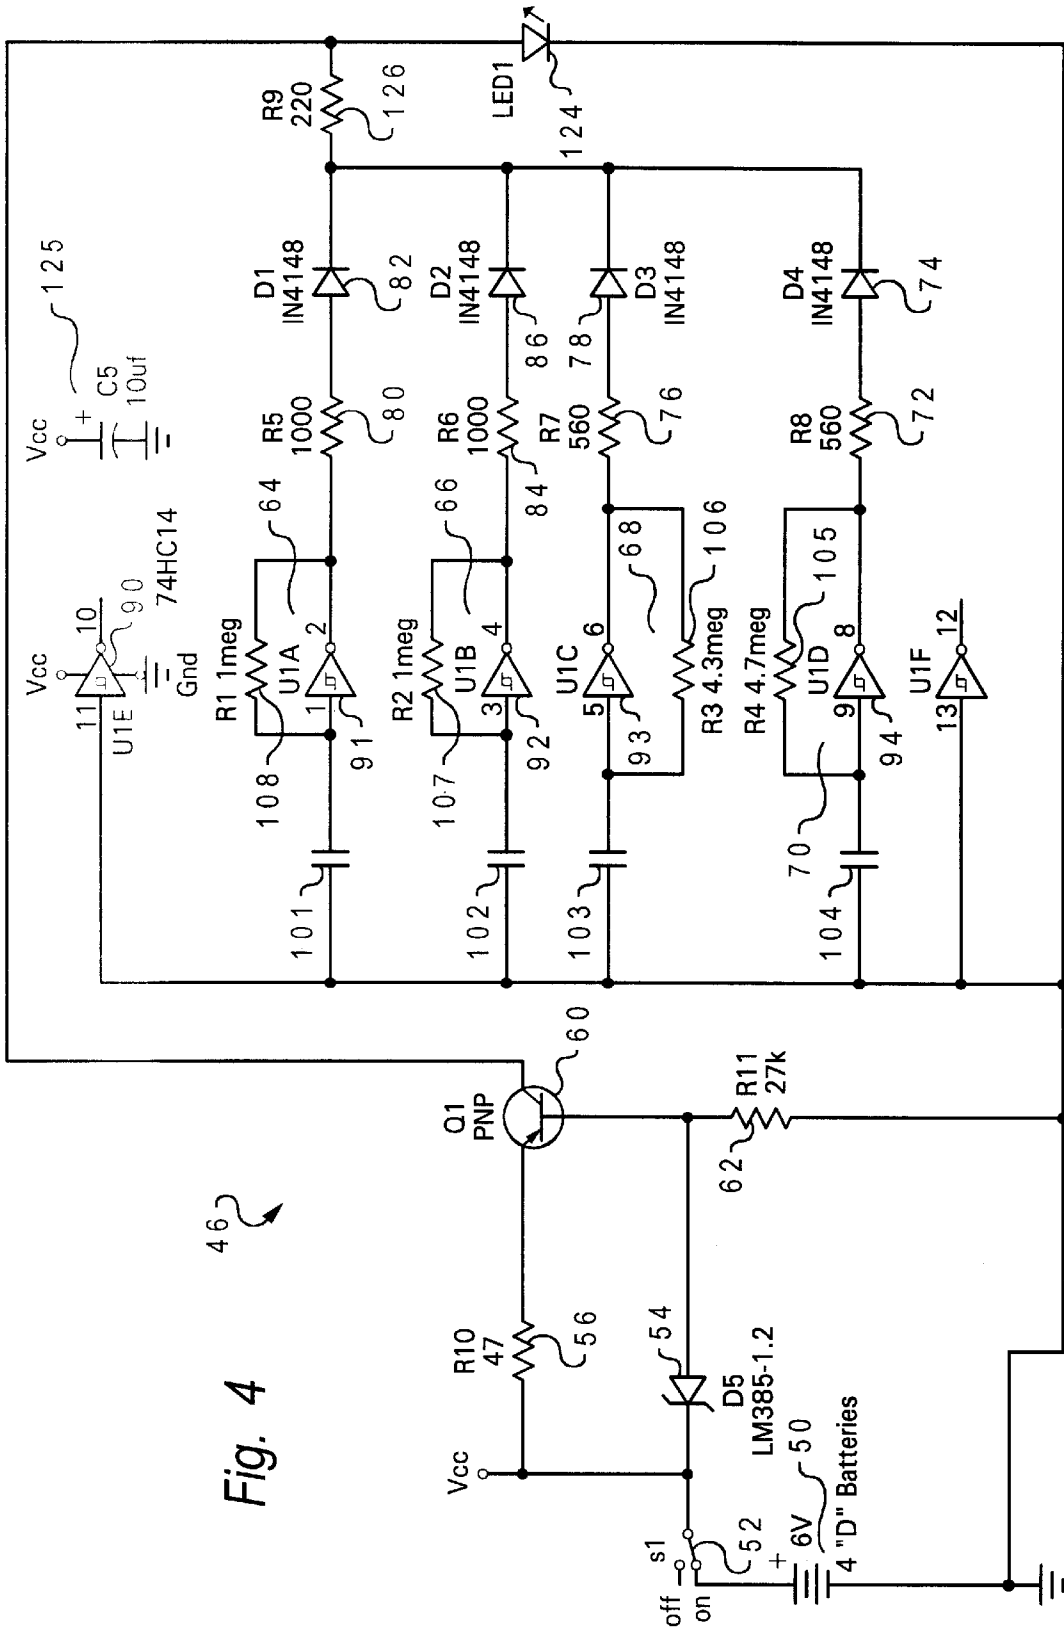 Fig. 4
46
Vcc
R10
47
56
Q1
PNP
60
s1
off
on
52
D5
LM385-1.2
54
62
R11
27k
+
6V
50
4 "D" Batteries
Vcc
11
10
90
U1E
Gnd
74HC14
Vcc
+
C5
10uf
125
R1 1meg
108
64
U1A
1
2
91
101
R5
1000
80
D1
IN4148
82
R9
220
126
R2 1meg
107
66
U1B
3
4
92
102
R6
1000
84
D2
IN4148
86
LED1
124
U1C
5
6
93
103
68
R3 4.3meg
106
R7
560
76
78
D3
IN4148
R4 4.7meg
105
70
U1D
9
8
94
104
R8
560
72
D4
IN4148
74
U1F
13
12